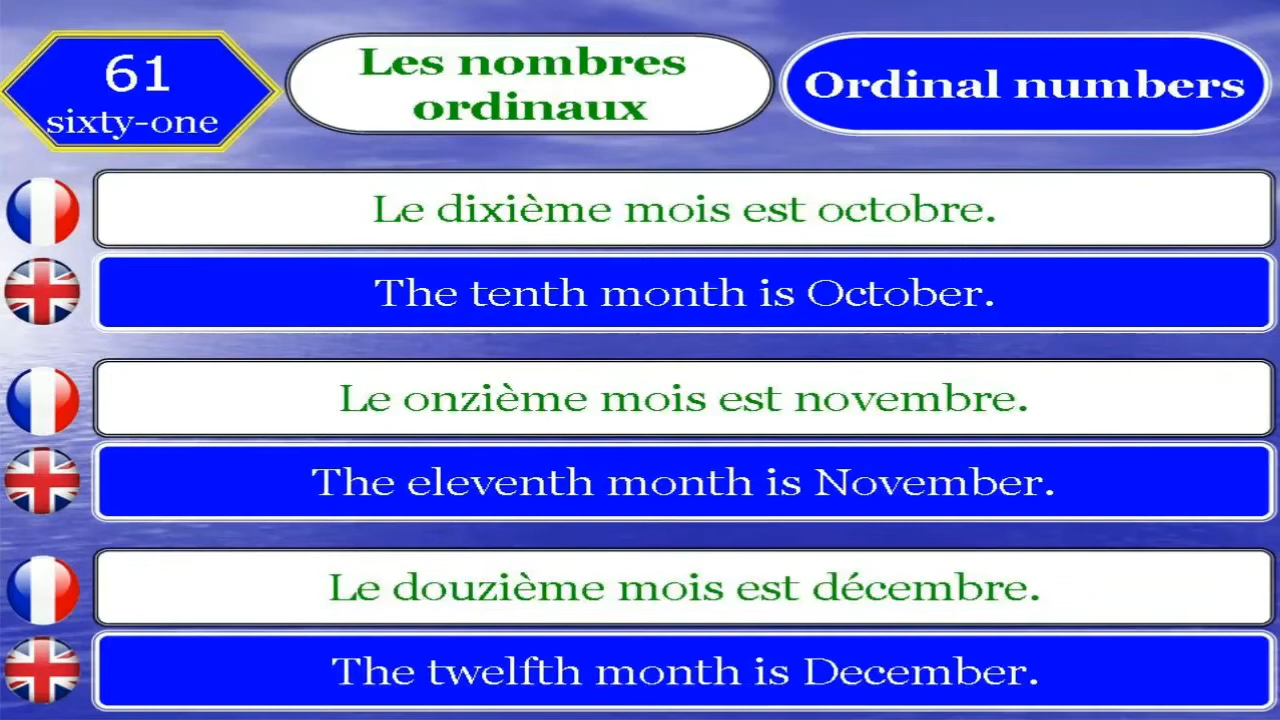 61
sixty-one
Les nombres
ordinaux
Ordinal numbers
Le dixième mois est octobre.
The tenth month is October.
Le onzième mois est novembre.
The eleventh month is November.
Le douzième mois est décembre.
The twelfth month is December.